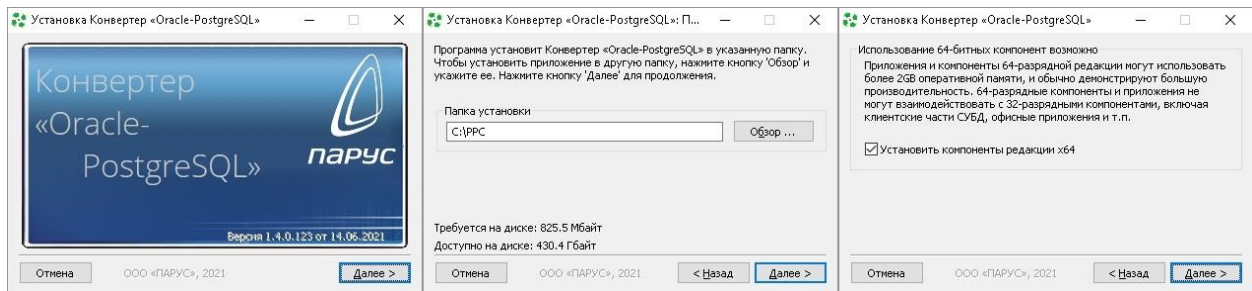 Установка Конвертер «Oracle-PostgreSQL»
Конвертер
«Oracle-
PostgreSQL»
ПАРУС
Версия 1.4.0.123 от 14.06.2021
Отмена
ООО «ПАРУС», 2021
Далее >
Установка Конвертер «Oracle-PostgreSQL»: П...
Программа установит Конвертер «Oracle-PostgreSQL» в указанную папку.
Чтобы установить приложение в другую папку, нажмите кнопку 'Обзор' и
укажите ее. Нажмите кнопку 'Далее' для продолжения.
Папка установки
C:\PPC
Обзор ...
Требуется на диске: 825.5 Мбайт
Доступно на диске: 430.4 Гбайт
Отмена
ООО «ПАРУС», 2021
< Назад
Далее >
Установка Конвертер «Oracle-PostgreSQL»
Использование 64-битных компонент возможно
Приложения и компоненты 64-разрядной редакции могут использовать
более 2GB оперативной памяти, и обычно демонстрируют большую
производительность. 64-разрядные компоненты и приложения не
могут взаимодействовать с 32-разрядными компонентами, включая
клиентские части СУБД, офисные приложения и т.п.
Установить компоненты редакции x64
Отмена
ООО «ПАРУС», 2021
< Назад
Далее >